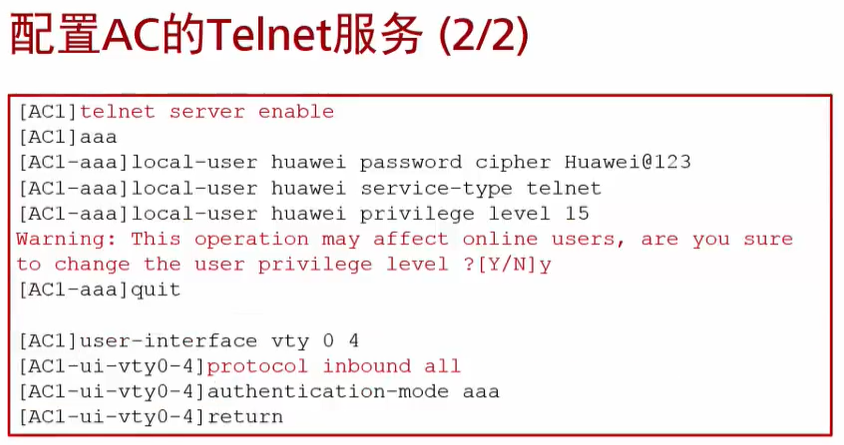 配置AC的Telnet服务 (2/2)
[AC1]telnet server enable
[AC1]aaa
[AC1-aaa]local-user huawei password cipher Huawei@123
[AC1-aaa]local-user huawei service-type telnet
[AC1-aaa]local-user huawei privilege level 15
Warning: This operation may affect online users, are you sure
to change the user privilege level ?[Y/N]y
[AC1-aaa]quit
[AC1]user-interface vty 0 4
[AC1-ui-vty0-4]protocol inbound all
[AC1-ui-vty0-4]authentication-mode aaa
[AC1-ui-vty0-4]return